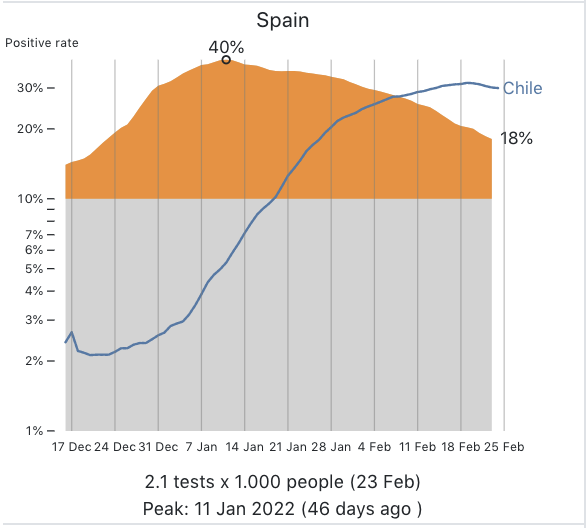 Spain
Positive rate
40%
30%
Chile
20%
18%
10%
7%
6%
5%
4%
3%
2%
1%
17 Dec 24 Dec 31 Dec 7 Jan 14 Jan 21 Jan 28 Jan 4 Feb 11 Feb 18 Feb 25 Feb
2.1 tests x 1.000 people (23 Feb)
Peak: 11 Jan 2022 (46 days ago )